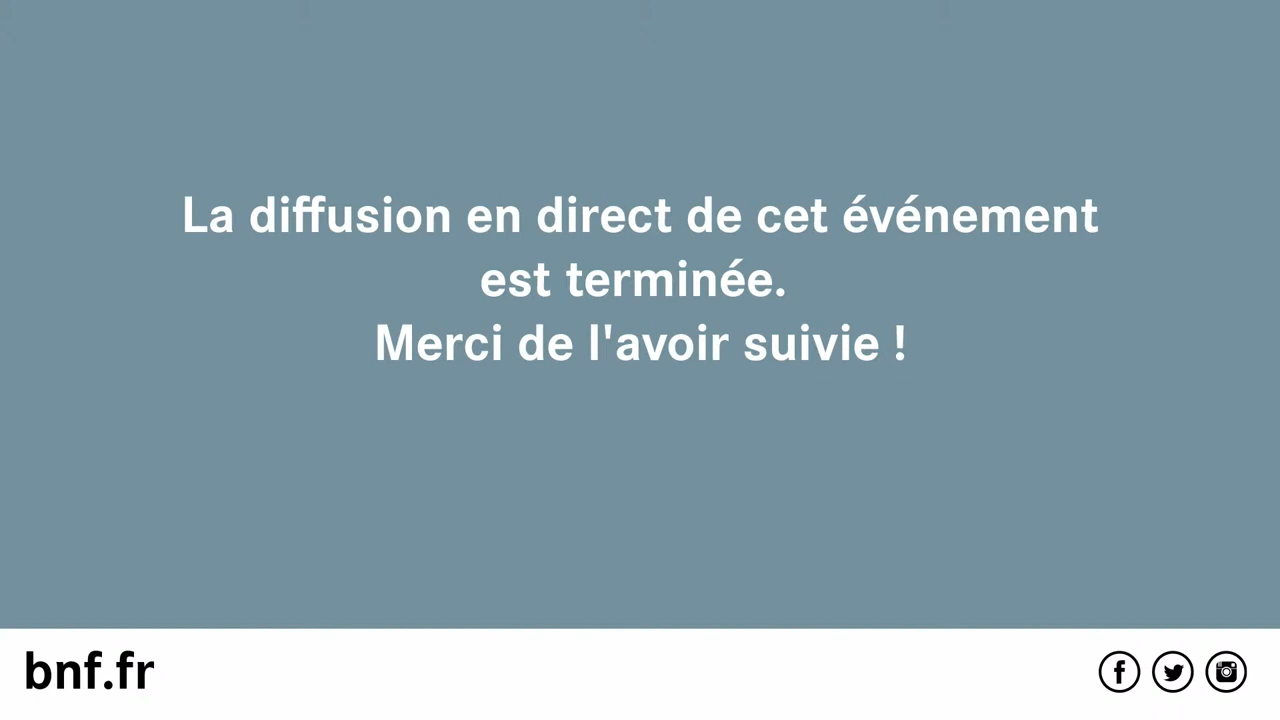 La diffusion en direct de cet événement
est terminée.
Merci de l'avoir suivie !
bnf.fr